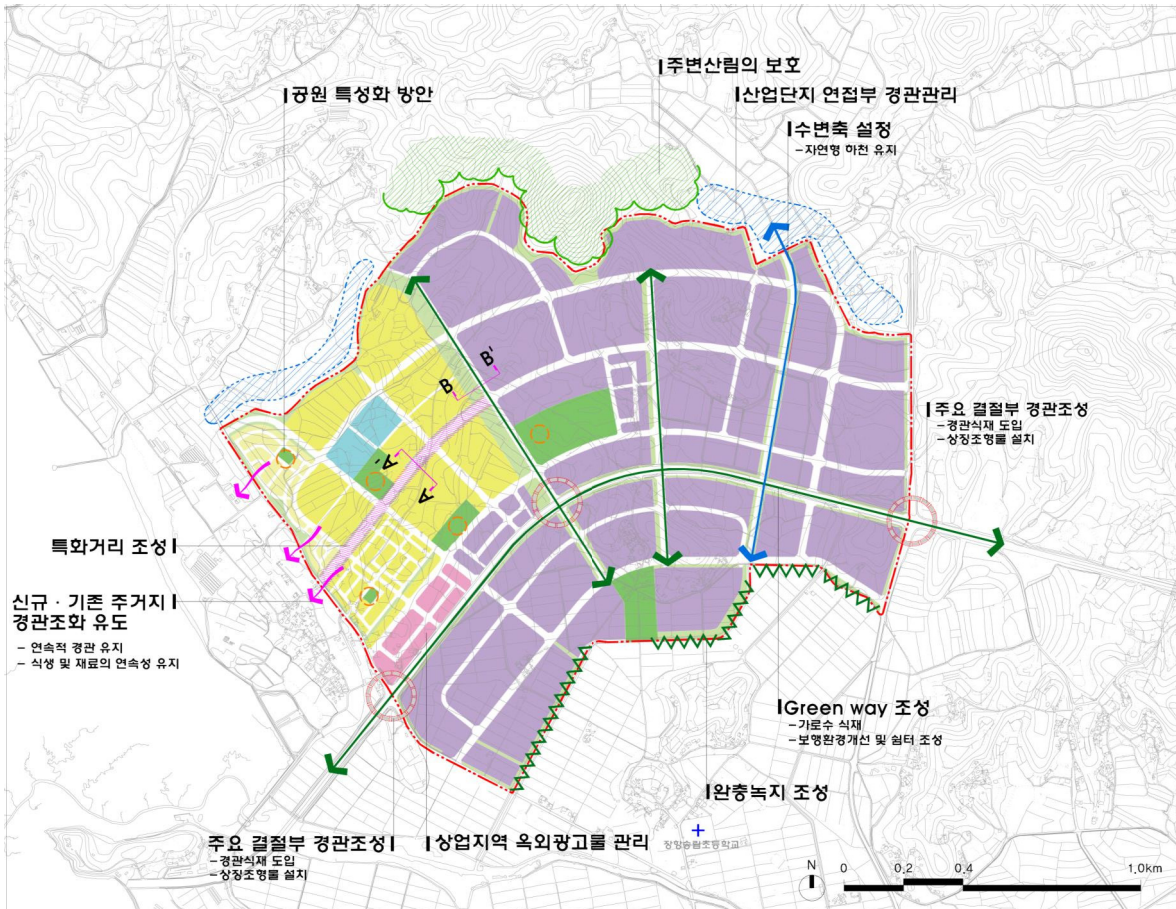 주변산림의 보호
공원 특성화 방안
산업단지 연접부 경관관리
수변축 설정
-자연형 하천 유지
B'
B
주요 결절부 경관조성
-경관식재 도입
-상징조형물 설치
A'
A
특화거리 조성
신규 · 기존 주거지
경관조화 유도
- 연속적 경관 유지
- 식생 및 재료의 연속성 유지
Green way 조성
-가로수 식재
-보행환경개선 및 쉼터 조성
완충녹지 조성
주요 결절부 경관조성
-경관식재 도입
-상징조형물 설치
상업지역 옥외광고물 관리
N
0 0.2 0.4 1.0km